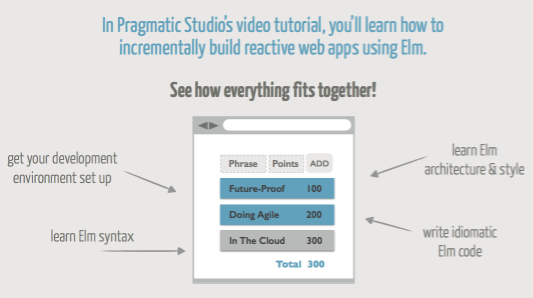 In Pragmatic Studio's video tutorial, you'll learn how to
incrementally build reactive web apps using Elm.
See how everything fits together!
get your development
environment set up
learn Elm syntax
Phrase Points ADD
Future-Proof 100
Doing Agile 200
In The Cloud 300
Total 300
learn Elm
architecture & style
write idiomatic
Elm code